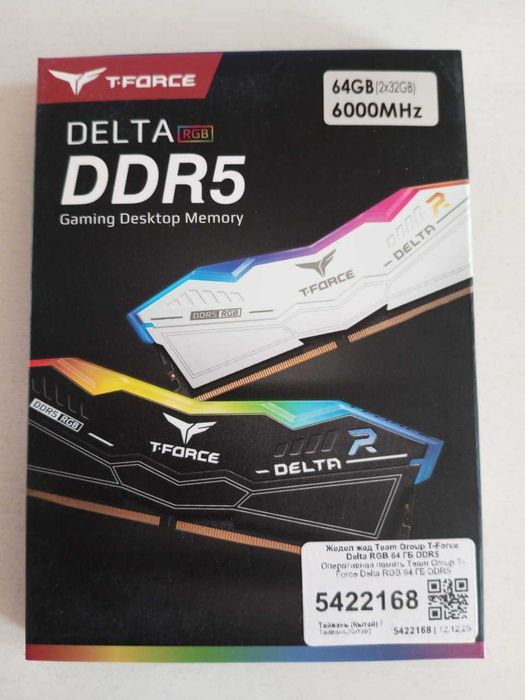 T-FORCE
64GB(2x32GB)
6000MHz
DELTA RGB
DDR5
Gaming Desktop Memory
T-FORCE
DELTA R
DDR5 RGB
DDR5 RGB
T-FORCE
DELTA R
Жедел жад Team Group T-Force
Delta RGB 64 ГБ DDR5
Оперативная память Team Group T-
Force Delta RGB 64 ГБ DDR5
5422168
Тайвань (Қытай) /
Тайвань(Китай)
5422168 | 12.12.25